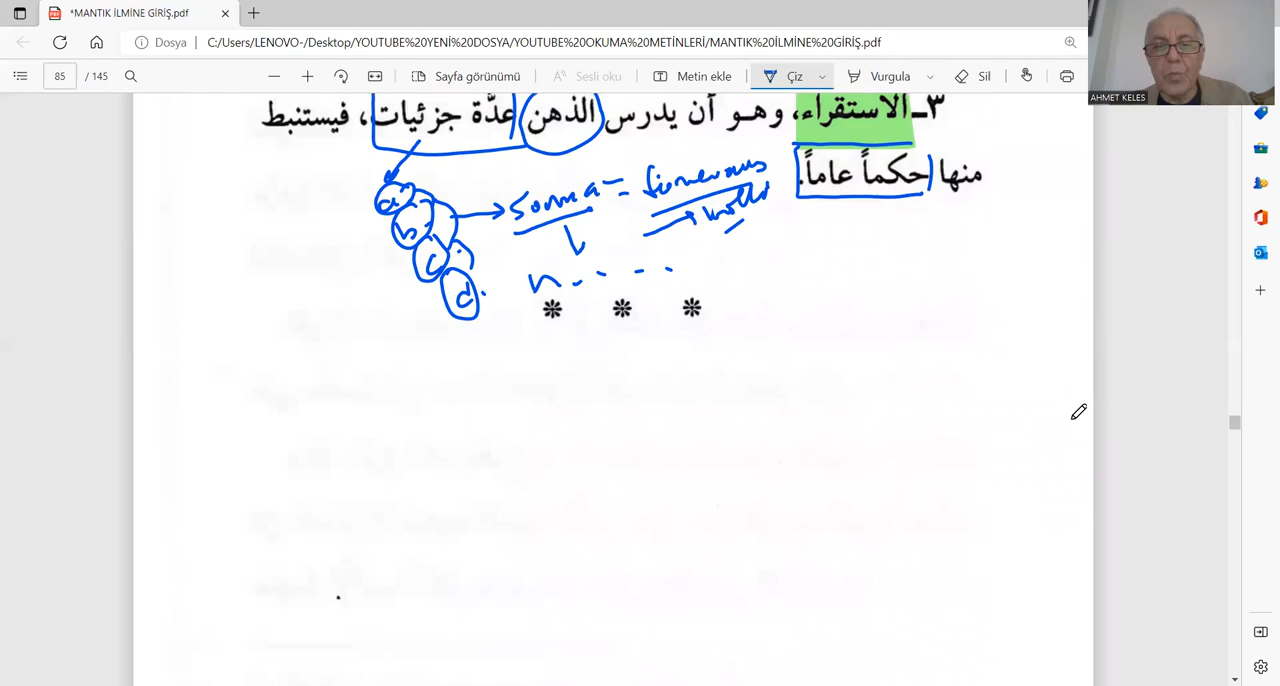 *MANTIK İLMİNE GİRİŞ.pdf
Dosya C:/Users/LENOVO-/Desktop/YOUTUBE%20YENİ%20DOSYA/YOUTUBE%20OKUMA%20METİNLERİ/MANTIK%20İLMİNE%20GİRİŞ.pdf
85 / 145 Sayfa görünümü Sesli oku Metin ekle Çiz Vurgula Sil
AHMET KELES
٣ـ الاستقراء، وهو أن يدرس الذهن عدَّة جزئيات، فيستنبط
منها حكماً عاماً.
a
b
c
d
n